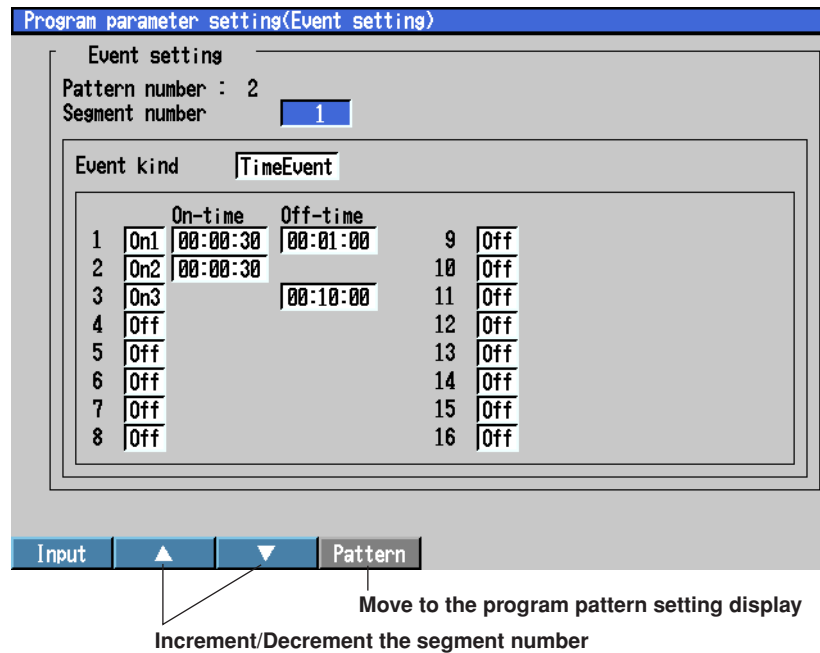 Program parameter setting(Event setting)
Event setting
Pattern number : 2
Segment number 1
Event kind TimeEvent
On-time Off-time
1 On1 00:00:30 00:01:00 9 Off
2 On2 00:00:30 10 Off
3 On3 00:10:00 11 Off
4 Off 12 Off
5 Off 13 Off
6 Off 14 Off
7 Off 15 Off
8 Off 16 Off
Input ▲ ▼ Pattern
Move to the program pattern setting display
Increment/Decrement the segment number